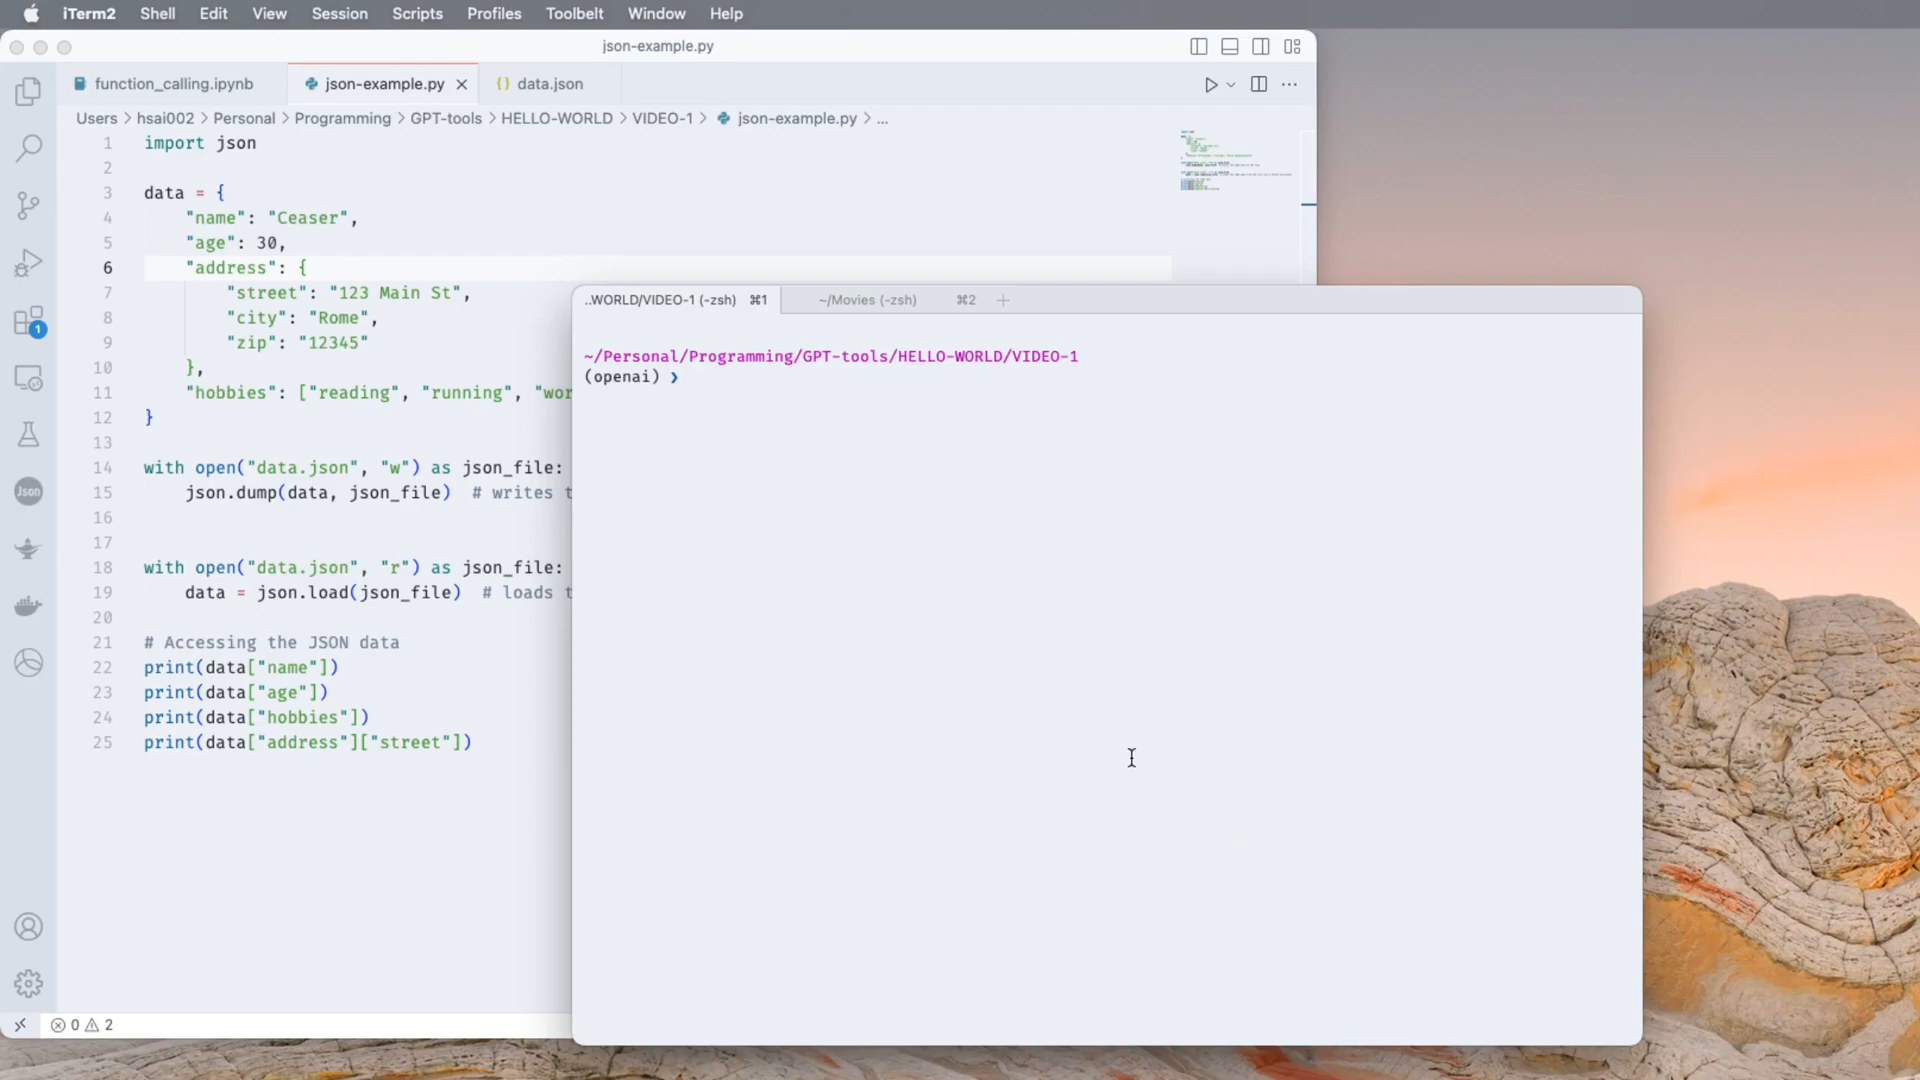 iTerm2 Shell Edit View Session Scripts Profiles Toolbelt Window Help
json-example.py
function_calling.ipynb json-example.py data.json
Users > hsai002 > Personal > Programming > GPT-tools > HELLO-WORLD > VIDEO-1 > json-example.py > ...
1 import json
2
3 data = {
4 "name": "Ceaser",
5 "age": 30,
6 "address": {
7 "street": "123 Main St",
8 "city": "Rome",
9 "zip": "12345"
10 },
11 "hobbies": ["reading", "running", "wor
12 }
13
14 with open("data.json", "w") as json_file:
15 json.dump(data, json_file) # writes t
16
17
18 with open("data.json", "r") as json_file:
19 data = json.load(json_file) # loads t
20
21 # Accessing the JSON data
22 print(data["name"])
23 print(data["age"])
24 print(data["hobbies"])
25 print(data["address"]["street"])
1
Json
0 2
..WORLD/VIDEO-1 (-zsh) ⌘1 ~/Movies (-zsh) ⌘2 +
~/Personal/Programming/GPT-tools/HELLO-WORLD/VIDEO-1
(openai) ❯